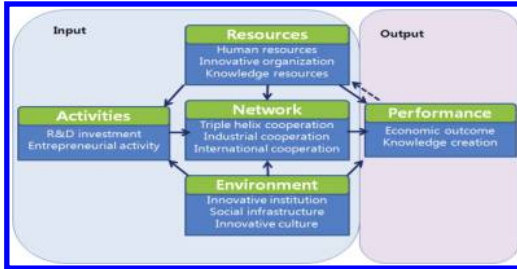 Input
Output
Resources
Human resources
Innovative organization
Knowledge resources
Activities
R&D investment
Entrepreneurial activity
Network
Triple helix cooperation
Industrial cooperation
International cooperation
Performance
Economic outcome
Knowledge creation
Environment
Innovative institution
Social infrastructure
Innovative culture